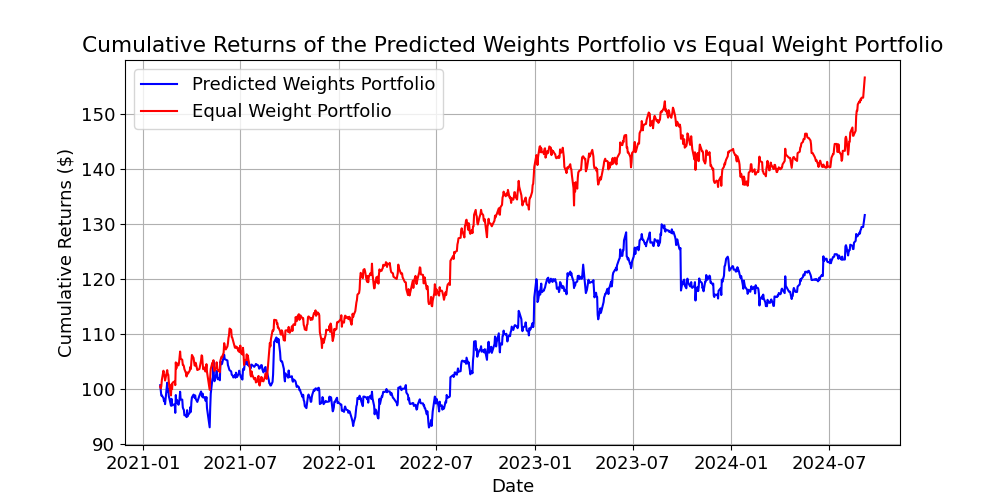 Cumulative Returns of the Predicted Weights Portfolio vs Equal Weight Portfolio
Predicted Weights Portfolio
Equal Weight Portfolio
Cumulative Returns ($)
150
140
130
120
110
100
90
2021-01 2021-07 2022-01 2022-07 2023-01 2023-07 2024-01 2024-07
Date